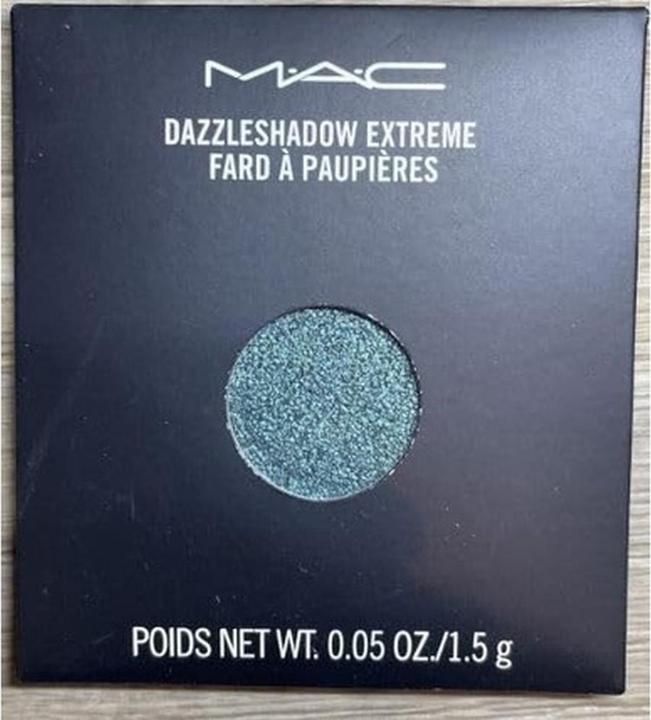 M·A·C
DAZZLESHADOW EXTREME
FARD À PAUPIÈRES
POIDS NET WT. 0.05 OZ./1.5 g